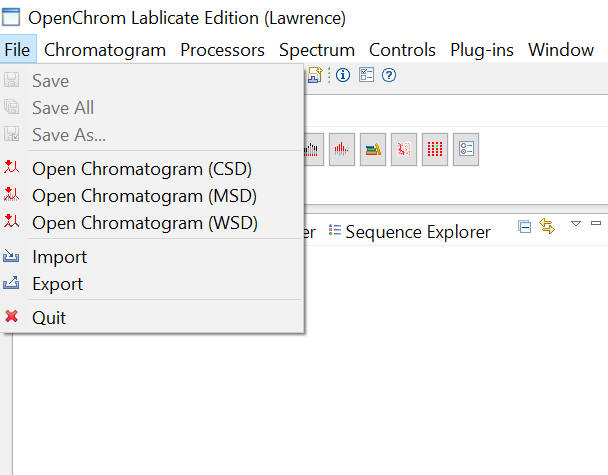 OpenChrom Lablicate Edition (Lawrence)
File Chromatogram Processors Spectrum Controls Plug-ins Window
Save
Save All
Save As...
Open Chromatogram (CSD)
Open Chromatogram (MSD)
Open Chromatogram (WSD)
er Sequence Explorer
Import
Export
Quit